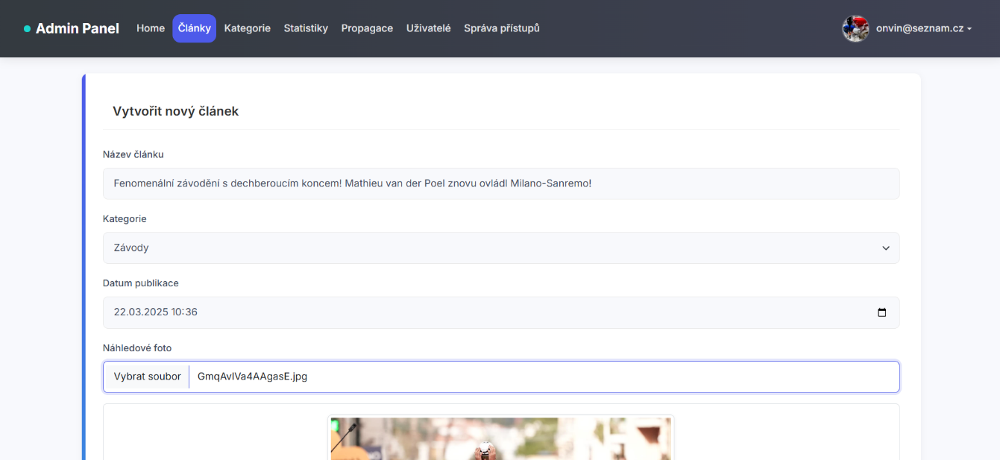 Admin Panel Home Články Kategorie Statistiky Propagace Uživatelé Správa přístupů onvin@seznam.cz
Vytvořit nový článek
Název článku
Fenomenální závodění s dechberoucím koncem! Mathieu van der Poel znovu ovládl Milano-Sanremo!
Kategorie
Závody
Datum publikace
22.03.2025 10:36
Náhledové foto
Vybrat soubor GmqAvIVa4AAgasE.jpg